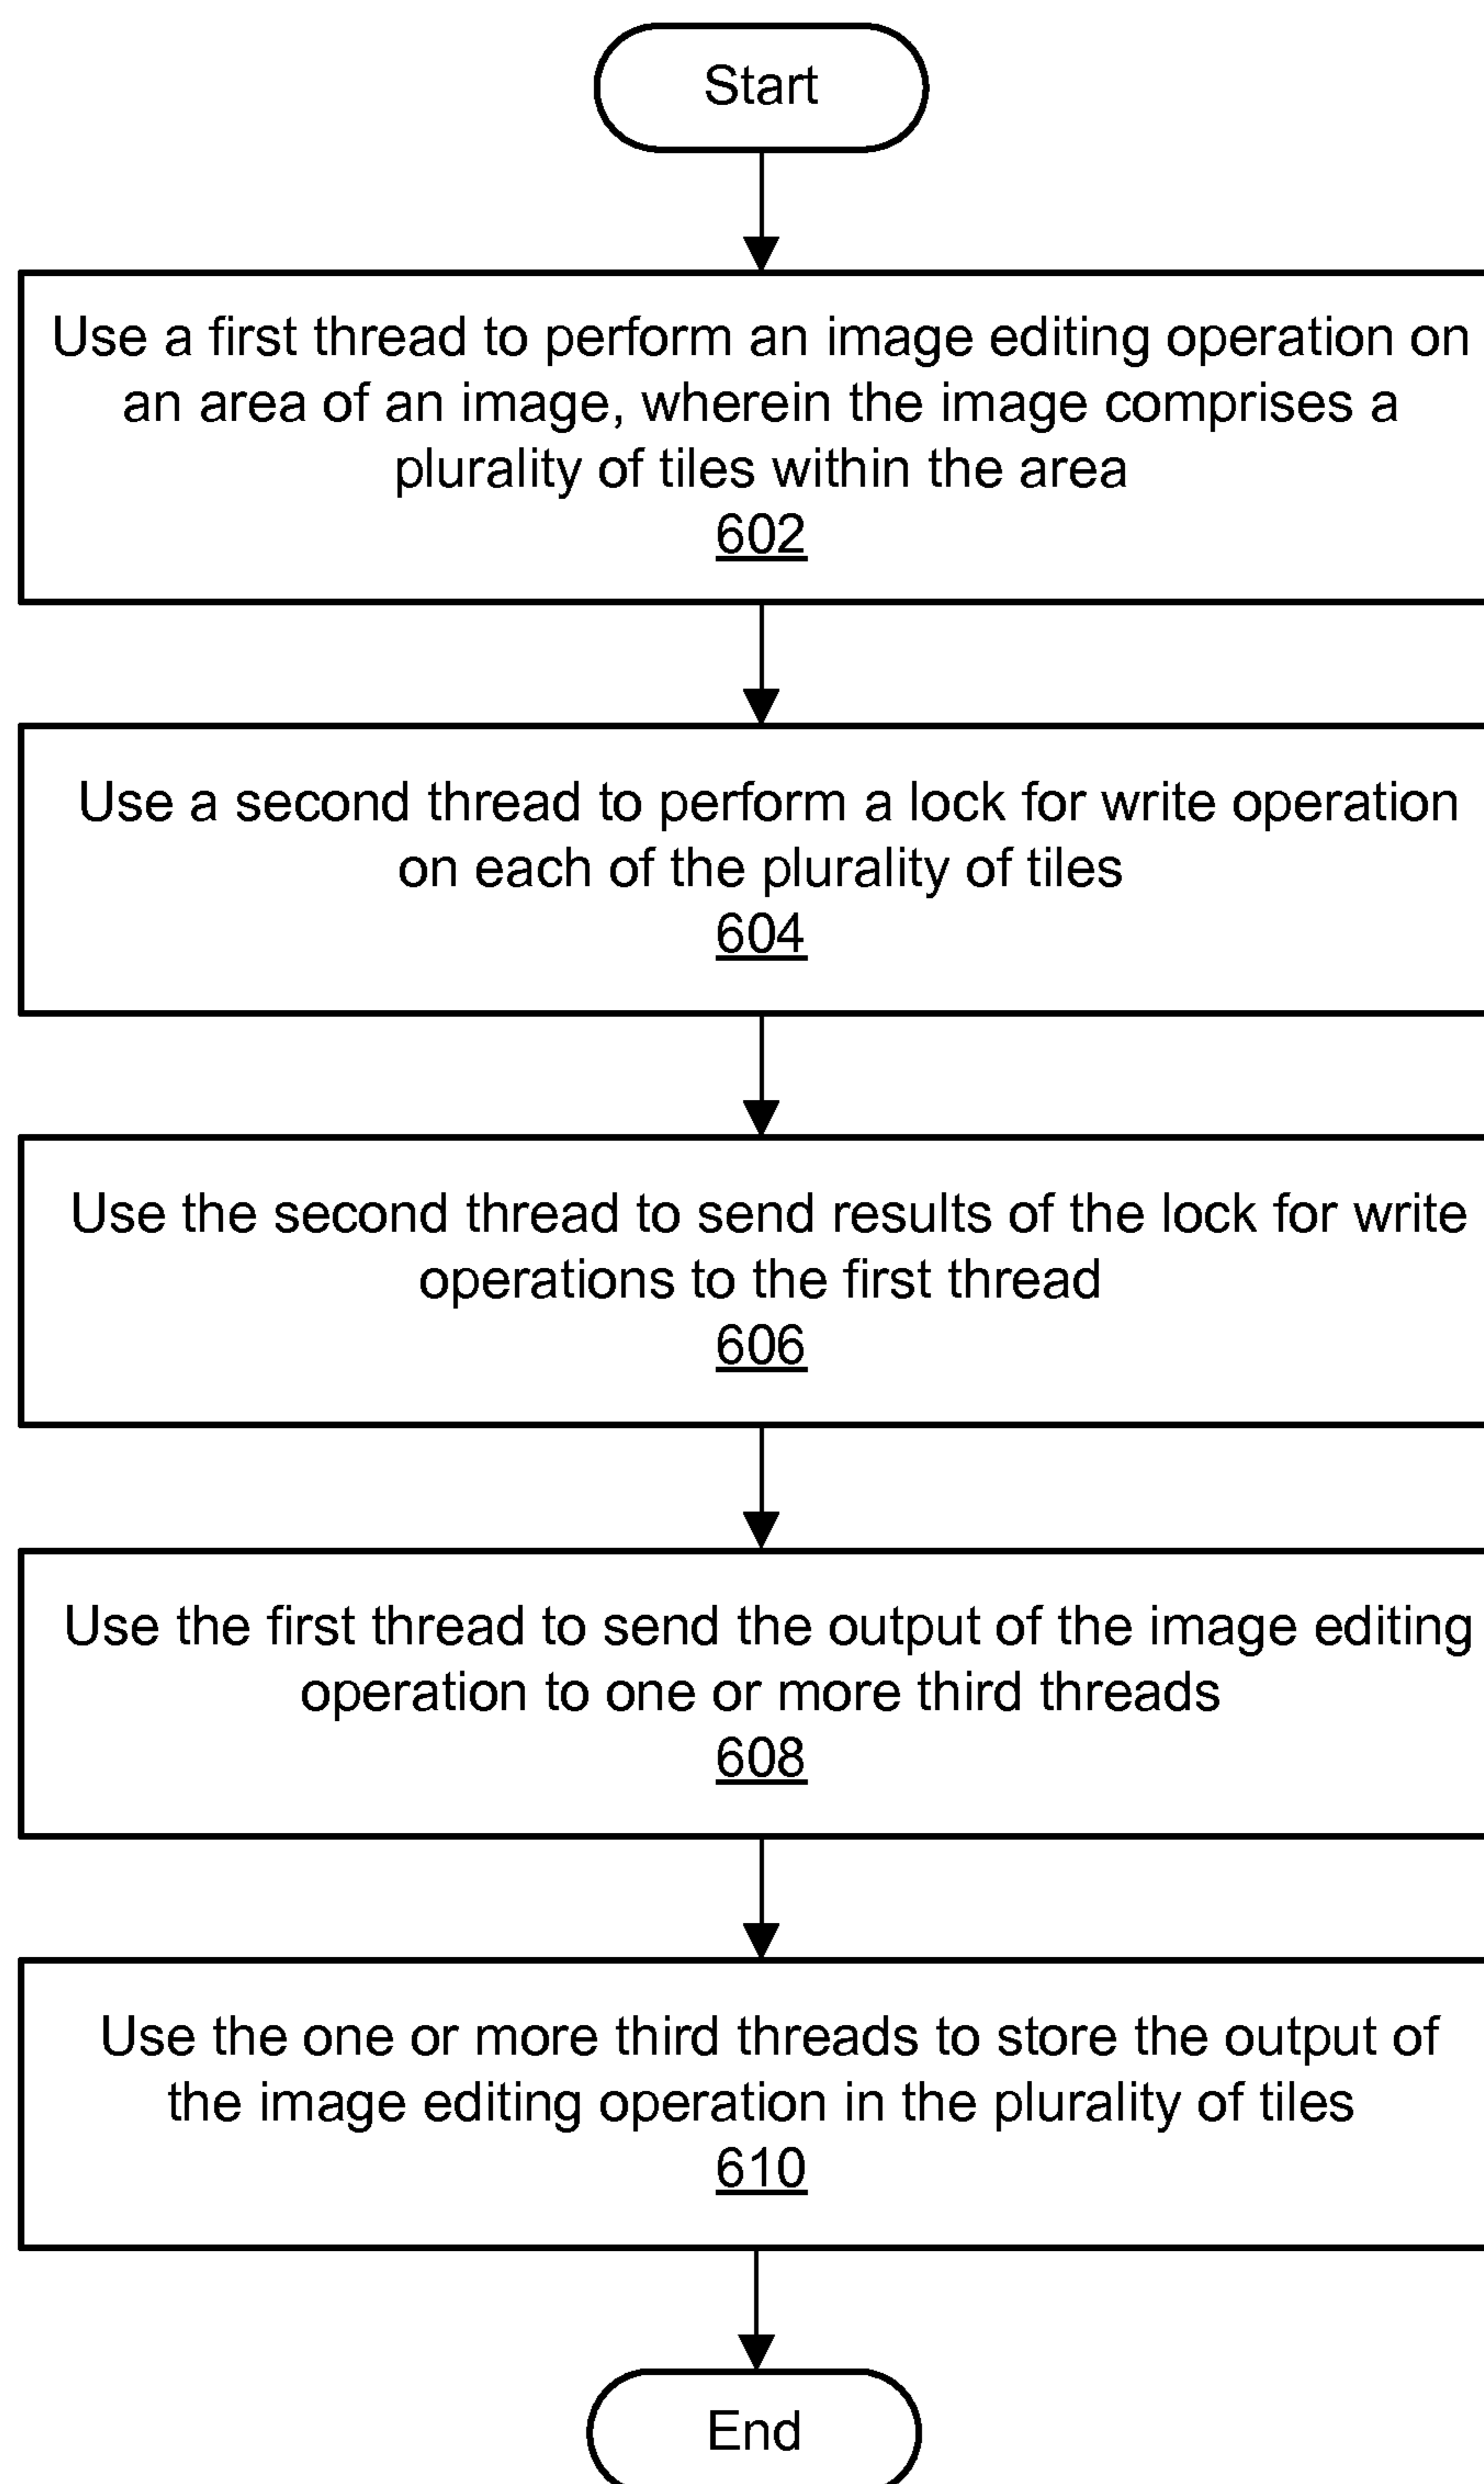 Start
Use a first thread to perform an image editing operation on
an area of an image, wherein the image comprises a
plurality of tiles within the area
602
Use a second thread to perform a lock for write operation
on each of the plurality of tiles
604
Use the second thread to send results of the lock for write
operations to the first thread
606
Use the first thread to send the output of the image editing
operation to one or more third threads
608
Use the one or more third threads to store the output of
the image editing operation in the plurality of tiles
610
End